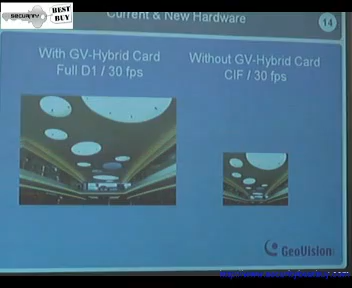 SECURITY
BEST
BUY
Current & New Hardware
14
With GV-Hybrid Card
Full D1 / 30 fps
Without GV-Hybrid Card
CIF / 30 fps
GeoVision